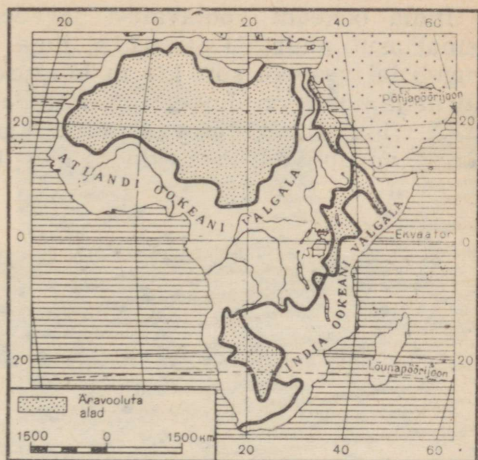 20 0 20 40 60
Põhjapöörijoon
20 20
ATLANDI OOKEANI VALGALA
Ekvaator
0 0
INDIA OOKEANI VALGALA
Lõunapöörijoon
20 20
Äravooluta
alad
1500 0 1500 км
20 40 60